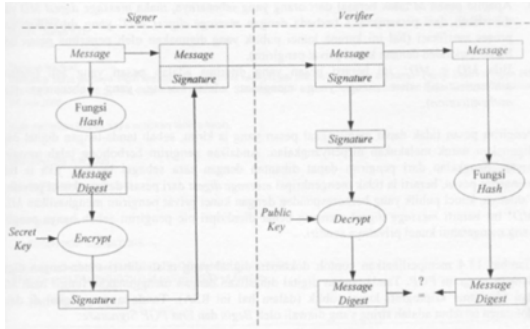 Signer
Verifier
Message
Message
Signature
Message
Signature
Message
Fungsi
Hash
Signature
Message
Digest
Fungsi
Hash
Secret
Key
Encrypt
Public
Key
Decrypt
Signature
Message
Digest
?
=
Message
Digest